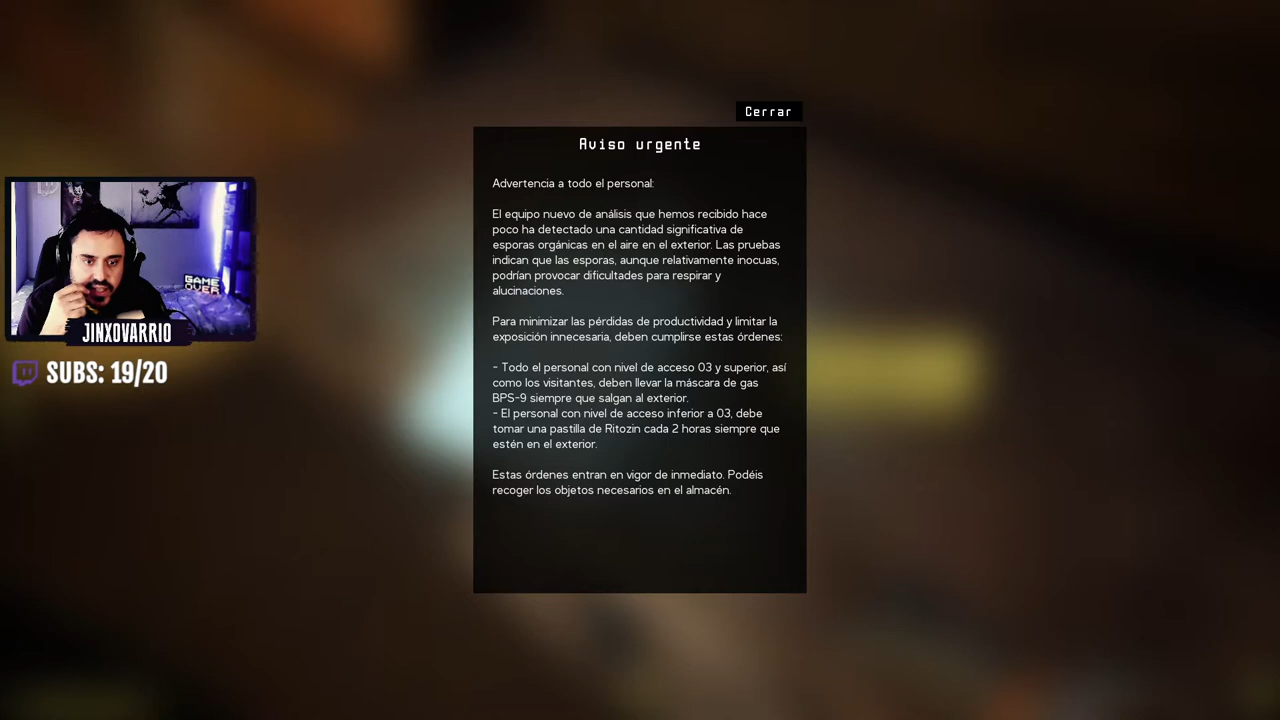 Cerrar
Aviso urgente
Advertencia a todo el personal:
El equipo nuevo de análisis que hemos recibido hace
poco ha detectado una cantidad significativa de
esporas orgánicas en el aire en el exterior. Las pruebas
indican que las esporas, aunque relativamente inocuas,
podrían provocar dificultades para respirar y
alucinaciones.
Para minimizar las pérdidas de productividad y limitar la
exposición innecesaria, deben cumplirse estas órdenes:
- Todo el personal con nivel de acceso 03 y superior, así
como los visitantes, deben llevar la máscara de gas
BPS-9 siempre que salgan al exterior.
- El personal con nivel de acceso inferior a 03, debe
tomar una pastilla de Ritozin cada 2 horas siempre que
estén en el exterior.
Estas órdenes entran en vigor de inmediato. Podéis
recoger los objetos necesarios en el almacén.
GAME
OVER
JINXOVARRIO
SUBS: 19/20